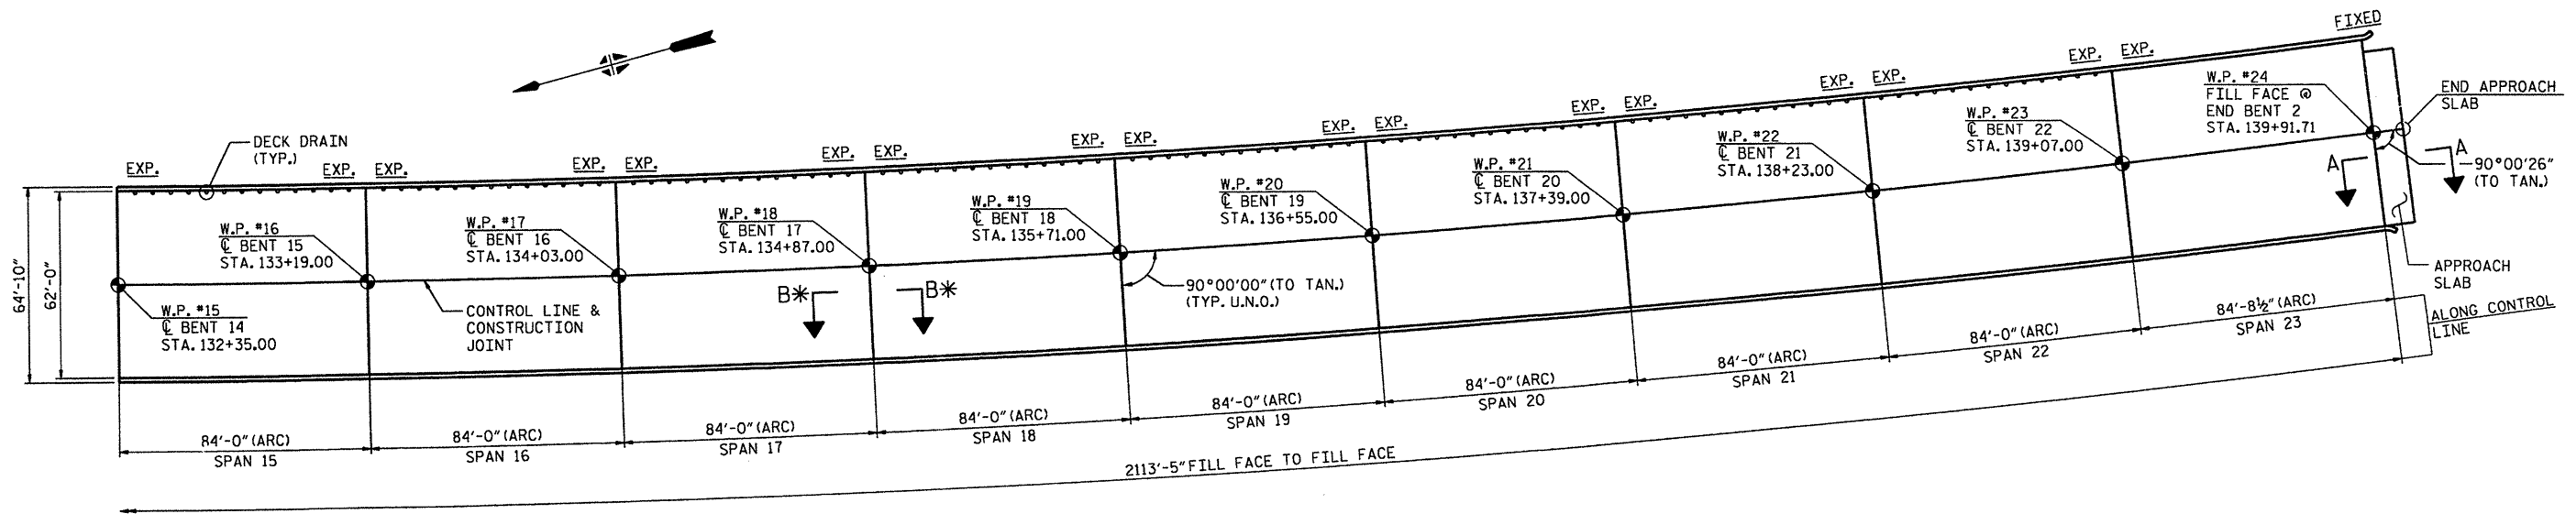 FIXED
EXP. EXP.
EXP. EXP.
EXP. EXP.
EXP. EXP.
EXP. EXP.
EXP. EXP.
EXP. EXP.
EXP. EXP.
EXP.
DECK DRAIN
(TYP.)
W.P. #24
FILL FACE @
END BENT 2
STA. 139+91.71
END APPROACH
SLAB
W.P. #23
℄ BENT 22
STA. 139+07.00
W.P. #22
℄ BENT 21
STA. 138+23.00
W.P. #21
℄ BENT 20
STA. 137+39.00
W.P. #20
℄ BENT 19
STA. 136+55.00
W.P. #19
℄ BENT 18
STA. 135+71.00
W.P. #18
℄ BENT 17
STA. 134+87.00
W.P. #17
℄ BENT 16
STA. 134+03.00
W.P. #16
℄ BENT 15
STA. 133+19.00
W.P. #15
℄ BENT 14
STA. 132+35.00
A A
90°00'26"
(TO TAN.)
64'-10"
62'-0"
CONTROL LINE &
CONSTRUCTION
JOINT
B* B*
90°00'00" (TO TAN.)
(TYP. U.N.O.)
APPROACH
SLAB
84'-0" (ARC)
SPAN 15
84'-0" (ARC)
SPAN 16
84'-0" (ARC)
SPAN 17
84'-0" (ARC)
SPAN 18
84'-0" (ARC)
SPAN 19
84'-0" (ARC)
SPAN 20
84'-0" (ARC)
SPAN 21
84'-0" (ARC)
SPAN 22
84'-8½" (ARC)
SPAN 23
ALONG CONTROL
LINE
2113'-5" FILL FACE TO FILL FACE